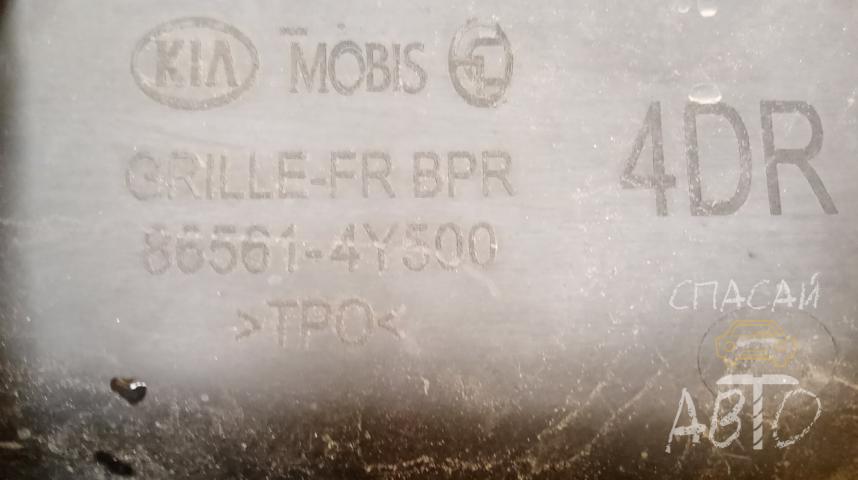 KIA MOBIS
GRILLE-FR BPR
86561-4Y500
>TPO<
4DR
СПАСАЙ
АВТО